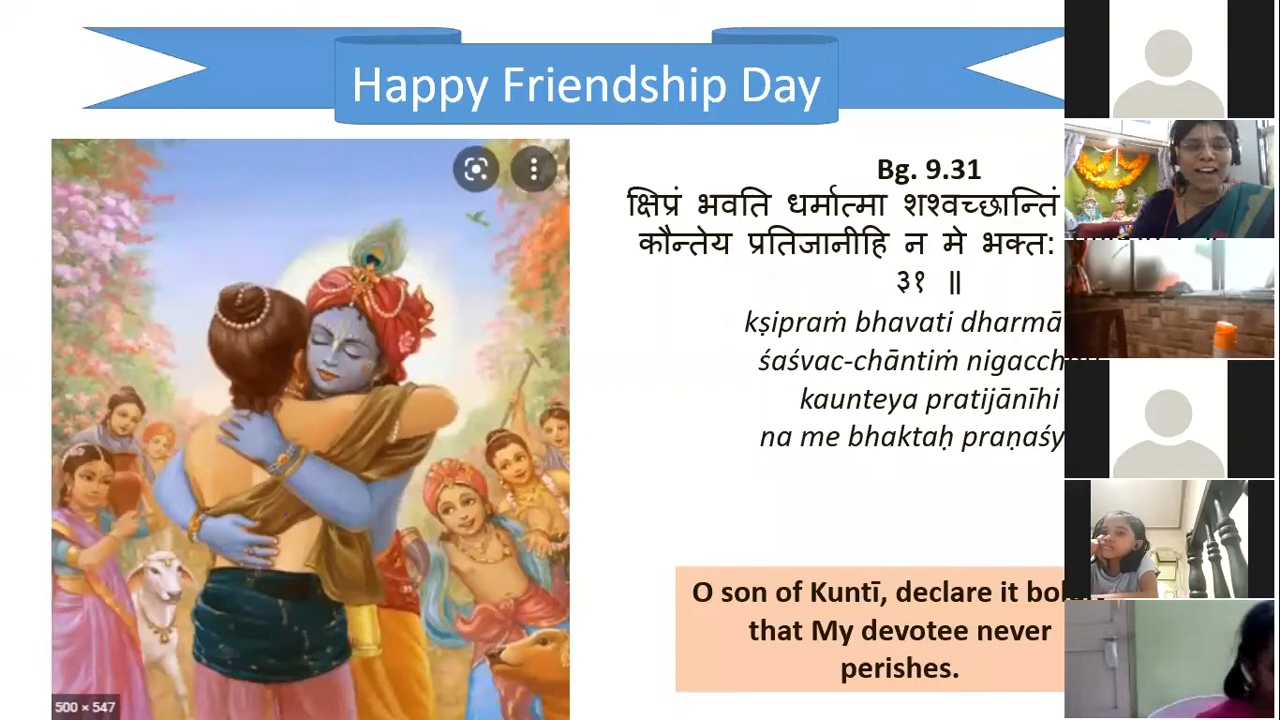 Happy Friendship Day
Bg. 9.31
क्षिप्रं भवति धर्मात्मा शश्वच्छान्तिं
कौन्तेय प्रतिजानीहि न मे भक्त:
३१ ॥
kṣipraṁ bhavati dharmā
śaśvac-chāntiṁ nigacch
kaunteya pratijānīhi
na me bhaktaḥ praṇaśy
O son of Kuntī, declare it bol
that My devotee never
perishes.
500 × 547